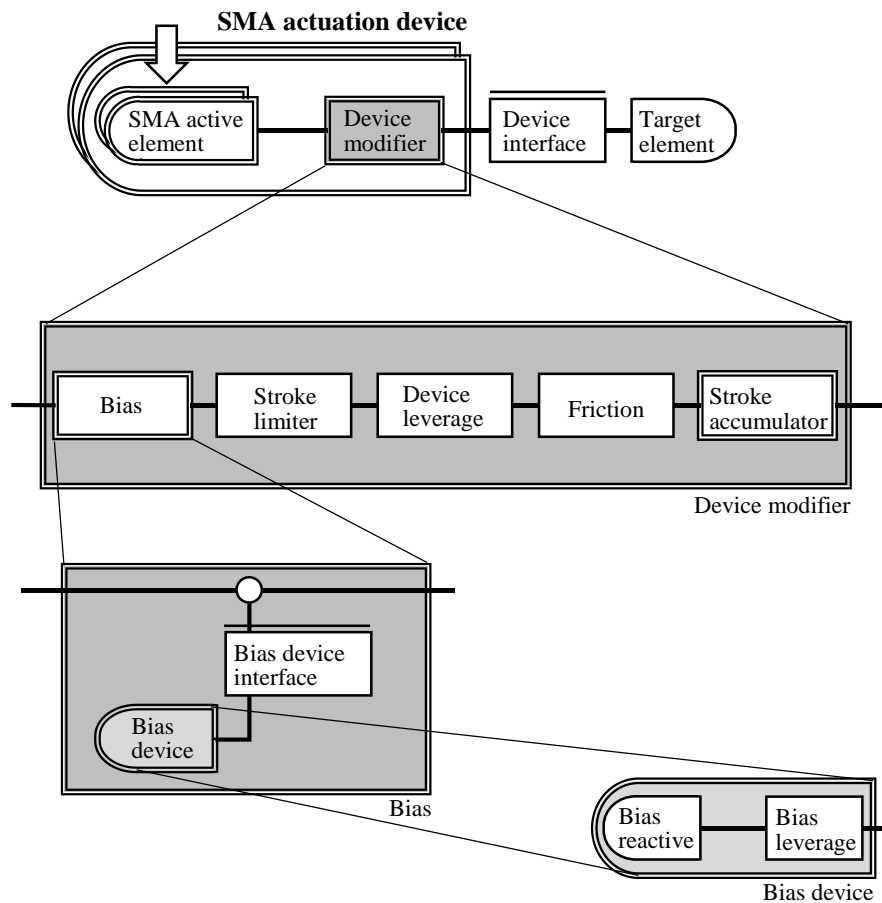 SMA actuation device
SMA active
element
Device
modifier
Device
interface
Target
element
Bias
Stroke
limiter
Device
leverage
Friction
Stroke
accumulator
Device modifier
Bias device
interface
Bias
device
Bias
Bias
reactive
Bias
leverage
Bias device